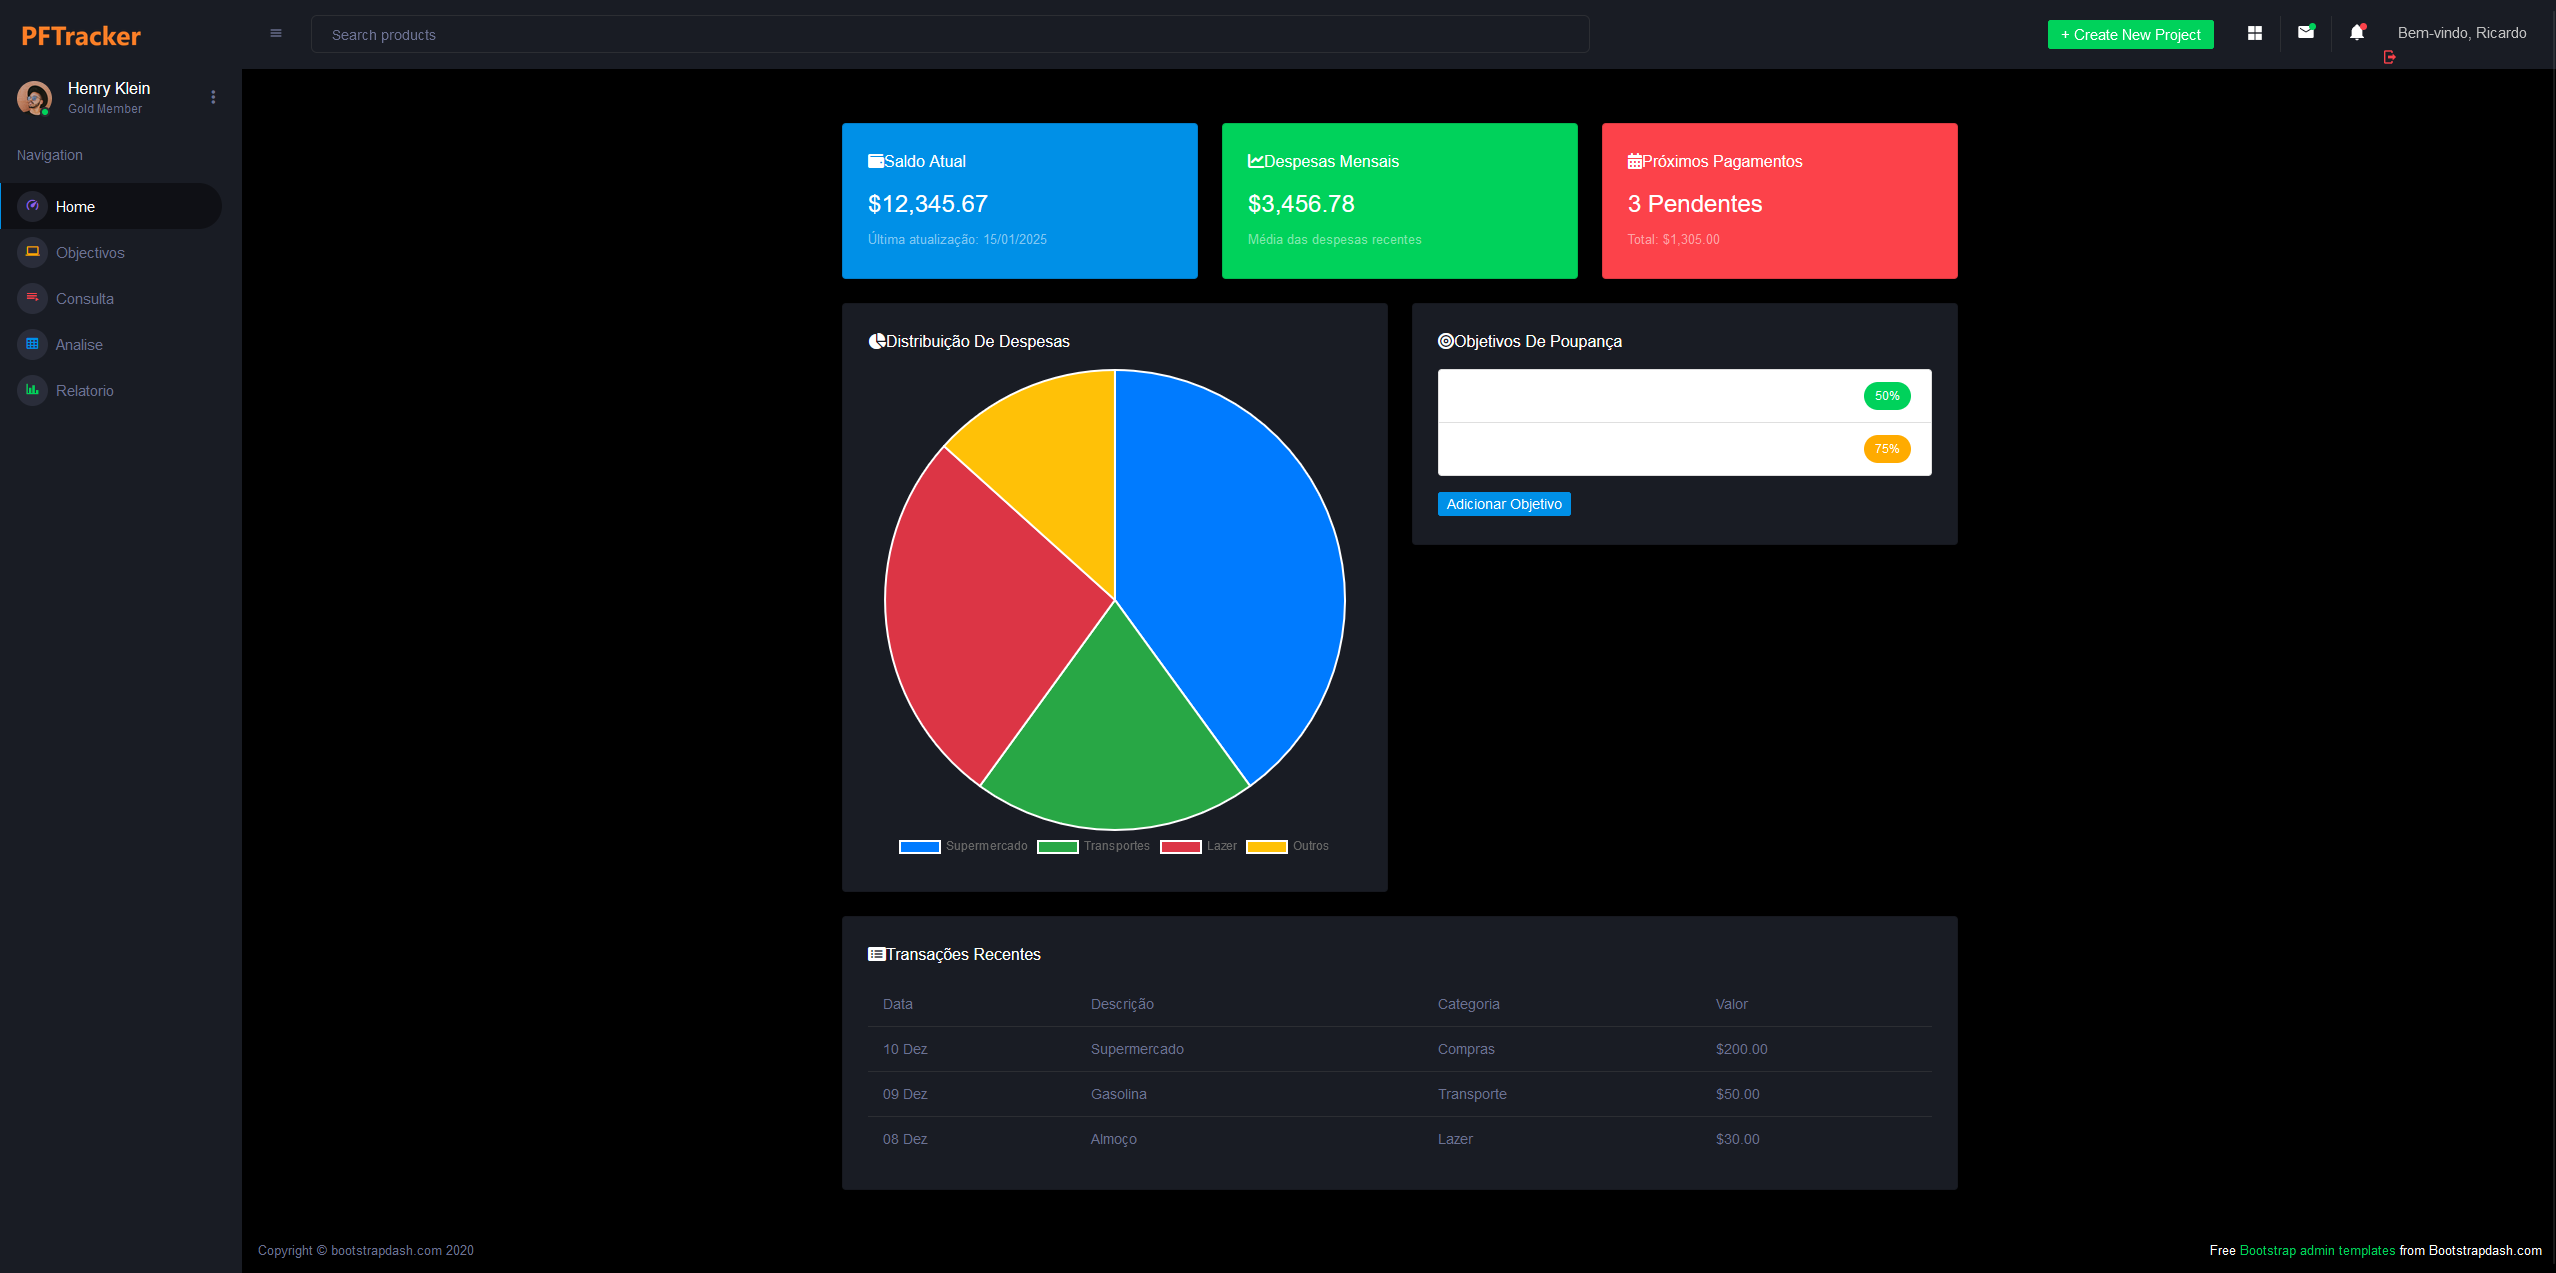 PFTracker
Search products
+ Create New Project
Bem-vindo, Ricardo
Henry Klein
Gold Member
Navigation
Home
Objectivos
Consulta
Analise
Relatorio
Saldo Atual
$12,345.67
Última atualização: 15/01/2025
Despesas Mensais
$3,456.78
Média das despesas recentes
Próximos Pagamentos
3 Pendentes
Total: $1,305.00
Distribuição De Despesas
Supermercado Transportes Lazer Outros
Objetivos De Poupança
50%
75%
Adicionar Objetivo
Transações Recentes
Data Descrição Categoria Valor
10 Dez Supermercado Compras $200.00
09 Dez Gasolina Transporte $50.00
08 Dez Almoço Lazer $30.00
Copyright © bootstrapdash.com 2020
Free Bootstrap admin templates from Bootstrapdash.com